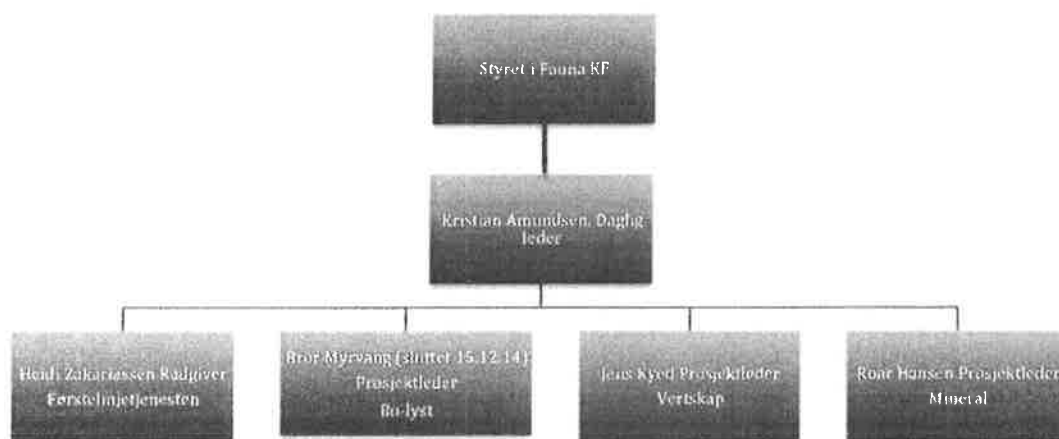 Styret i Fauna KF
Kristian Amundsen, Daglig
leder
Heidi Zakariassen Rådgiver
Førstelinjetjenesten
Bror Myrvang (sluttet 15.12.14)
Prosjektleder
Bo-lyst
Jens Kyed Prosjektleder
Vertskap
Roar Hansen Prosjektleder
Mineral